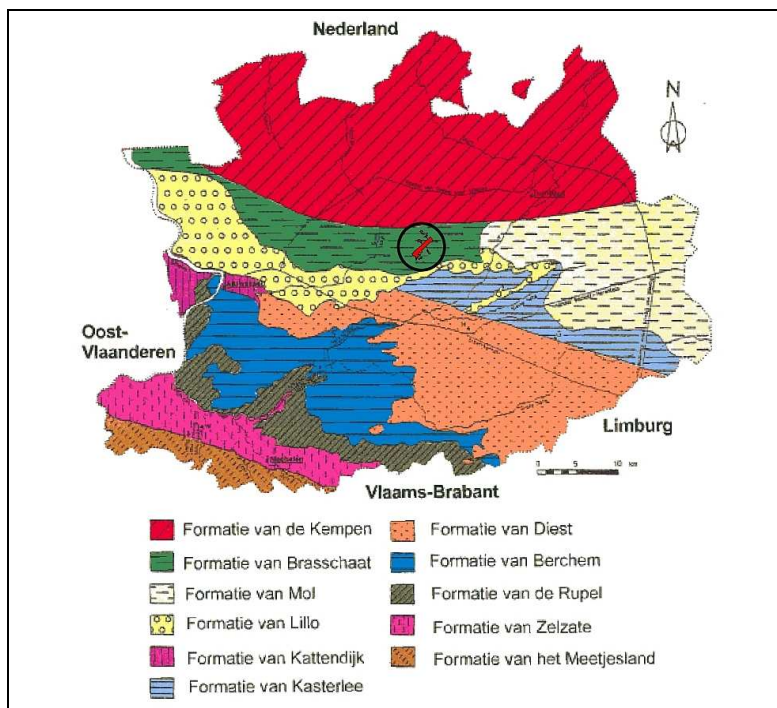 Nederland
N
Oost-
Vlaanderen
Limburg
Vlaams-Brabant
0 5 10 km
Formatie van de Kempen
Formatie van Diest
Formatie van Brasschaat
Formatie van Berchem
Formatie van Mol
Formatie van de Rupel
Formatie van Lillo
Formatie van Zelzate
Formatie van Kattendijk
Formatie van het Meetjesland
Formatie van Kasterlee